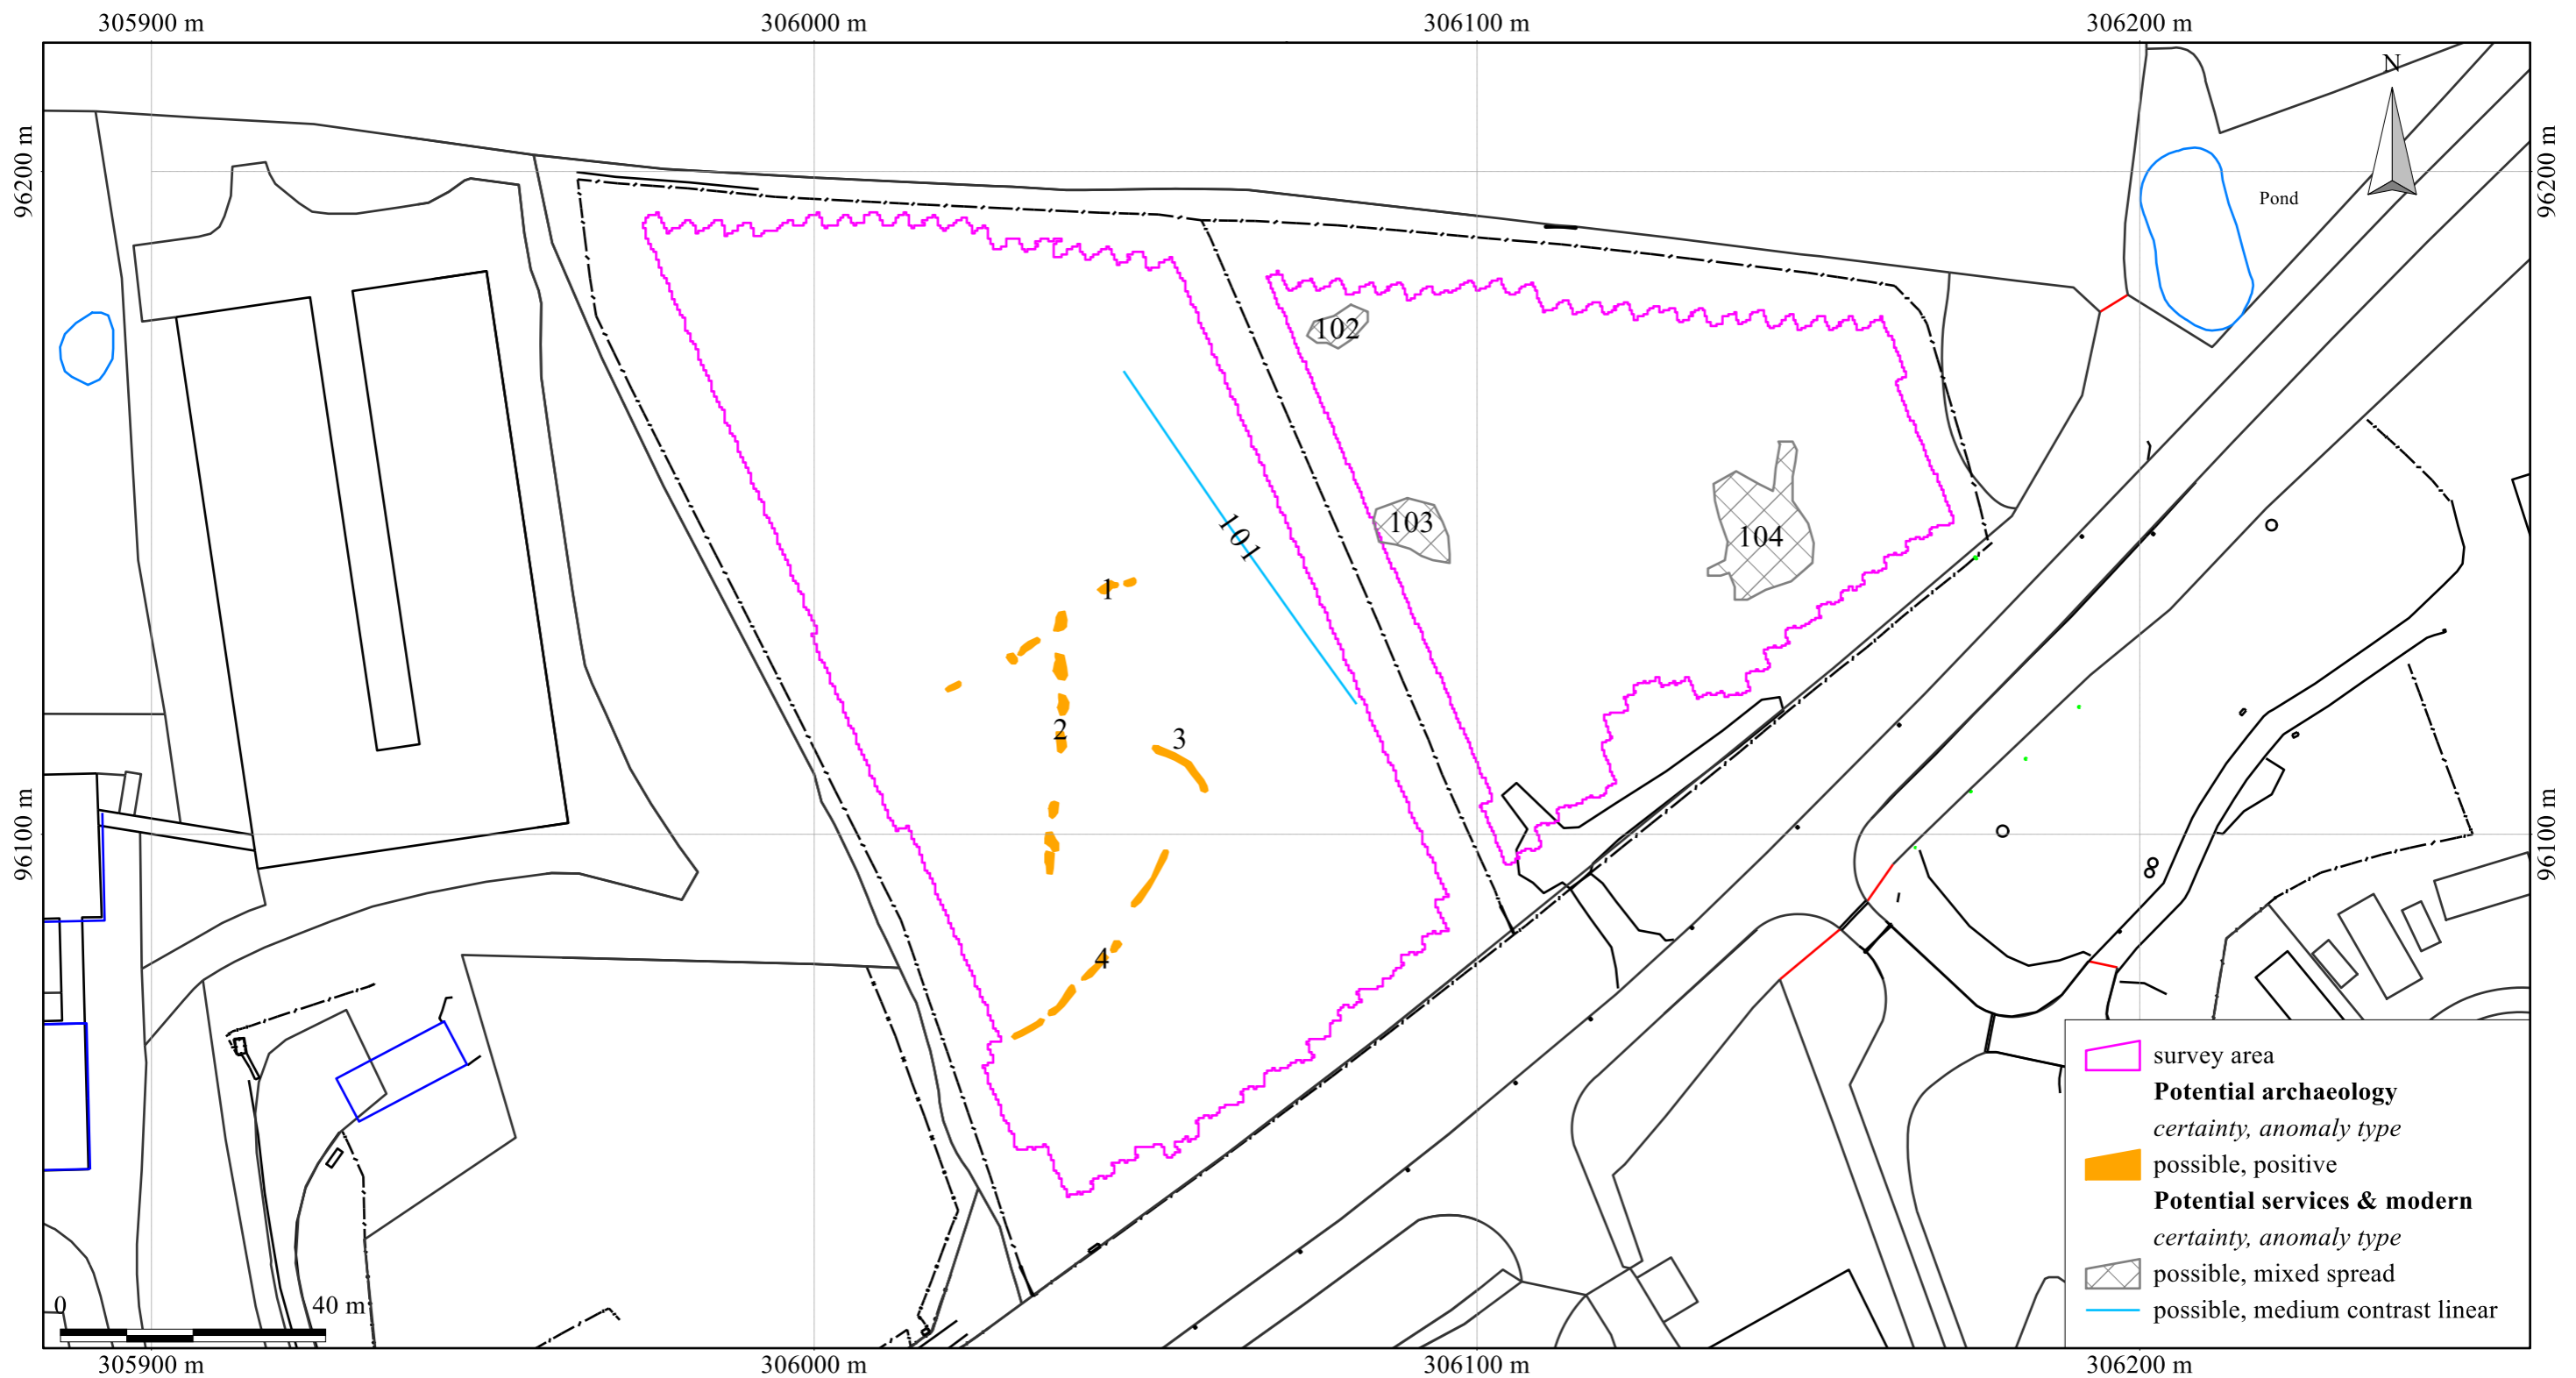 305900 m
306000 m
306100 m
306200 m
N
96200 m
96200 m
Pond
102
103
104
101
1
2
3
4
96100 m
96100 m
survey area
Potential archaeology
certainty, anomaly type
possible, positive
Potential services & modern
certainty, anomaly type
possible, mixed spread
possible, medium contrast linear
0
40 m
305900 m
306000 m
306100 m
306200 m